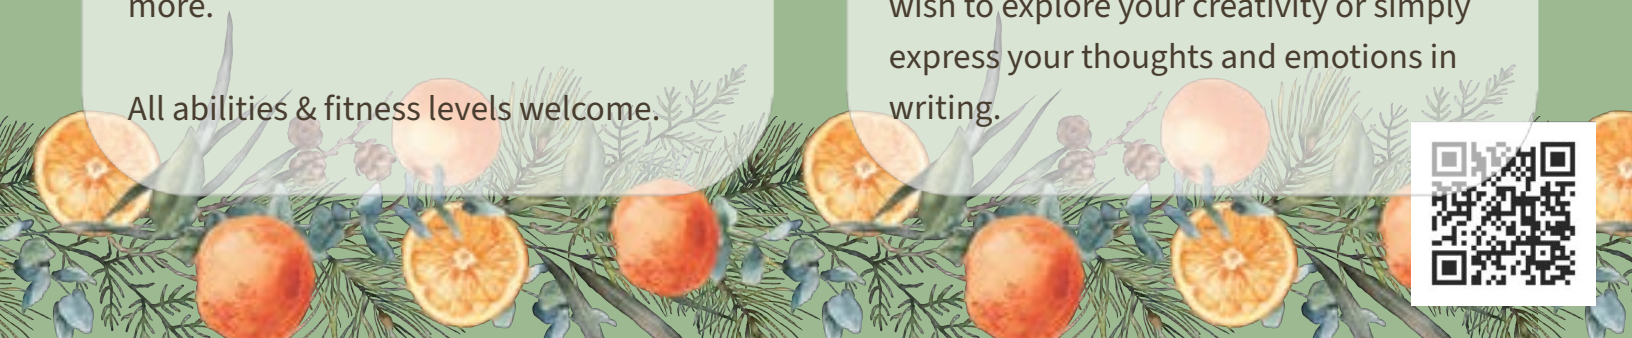 more.
All abilities & fitness levels welcome.
wish to explore your creativity or simply
express your thoughts and emotions in
writing.